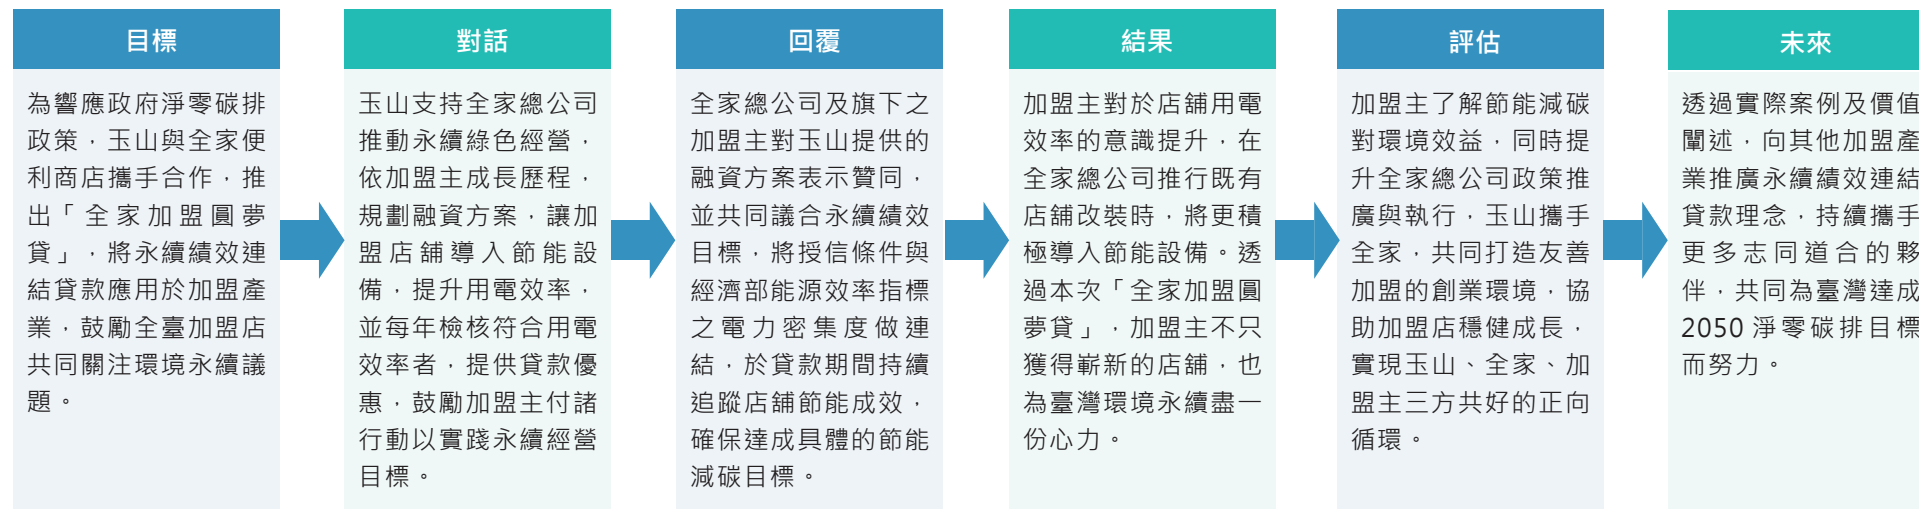 目標
為響應政府淨零碳排
政策，玉山與全家便
利商店攜手合作，推
出「全家加盟圓夢
貸」，將永續績效連
結貸款應用於加盟產
業，鼓勵全臺加盟店
共同關注環境永續議
題。
對話
玉山支持全家總公司
推動永續綠色經營，
依加盟主成長歷程，
規劃融資方案，讓加
盟店舖導入節能設
備，提升用電效率，
並每年檢核符合用電
效率者，提供貸款優
惠，鼓勵加盟主付諸
行動以實踐永續經營
目標。
回覆
全家總公司及旗下之
加盟主對玉山提供的
融資方案表示贊同，
並共同議合永續績效
目標，將授信條件與
經濟部能源效率指標
之電力密集度做連
結，於貸款期間持續
追蹤店舖節能成效，
確保達成具體的節能
減碳目標。
結果
加盟主對於店舖用電
效率的意識提升，在
全家總公司推行既有
店舖改裝時，將更積
極導入節能設備。透
過本次「全家加盟圓
夢貸」，加盟主不只
獲得嶄新的店舖，也
為臺灣環境永續盡一
份心力。
評估
加盟主了解節能減碳
對環境效益，同時提
升全家總公司政策推
廣與執行，玉山攜手
全家，共同打造友善
加盟的創業環境，協
助加盟店穩健成長，
實現玉山、全家、加
盟主三方共好的正向
循環。
未來
透過實際案例及價值
闡述，向其他加盟產
業推廣永續績效連結
貸款理念，持續攜手
更多志同道合的夥
伴，共同為臺灣達成
2050 淨零碳排目標
而努力。